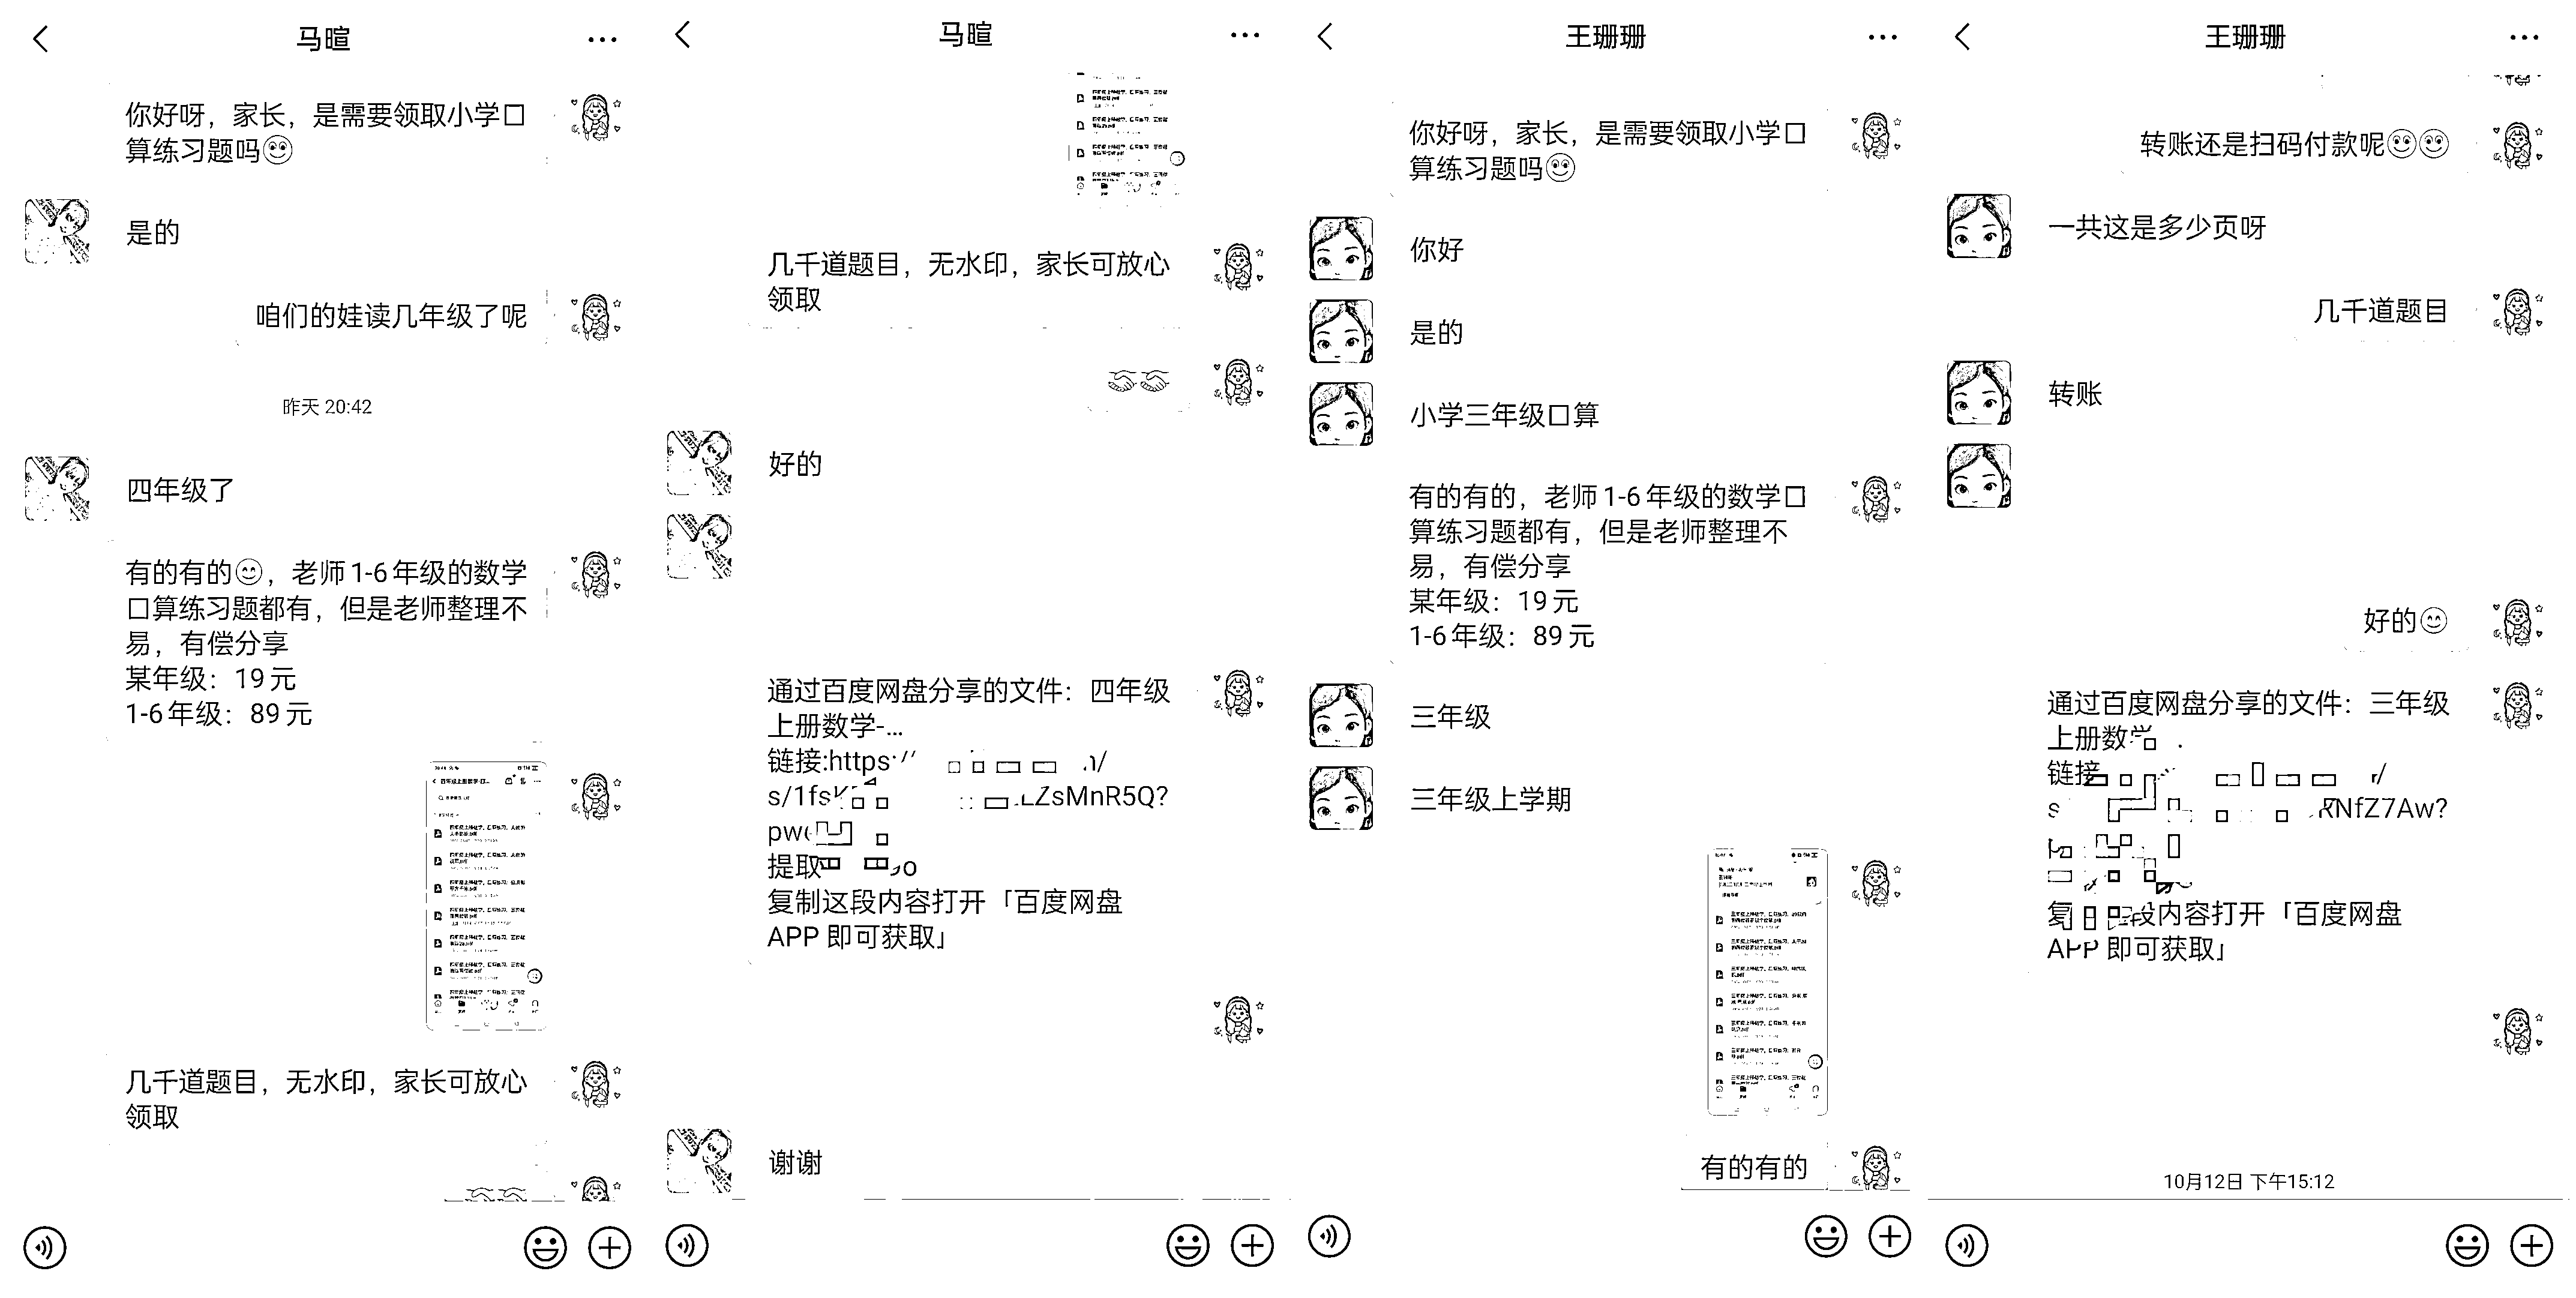 马暄
你好呀，家长，是需要领取小学口
算练习题吗
是的
咱们的娃读几年级了呢
昨天 20:42
四年级了
有的有的，老师1-6年级的数学
口算练习题都有，但是老师整理不
易，有偿分享
某年级：19元
1-6年级：89元
几千道题目，无水印，家长可放心
领取
马暄
几千道题目，无水印，家长可放心
领取
好的
通过百度网盘分享的文件：四年级
上册数学-...
链接:https:/
s/1fs
ZsMnR5Q?
提取
复制这段内容打开「百度网盘
APP 即可获取」
谢谢
王珊珊
你好呀，家长，是需要领取小学口
算练习题吗
你好
是的
小学三年级口算
有的有的，老师1-6年级的数学口
算练习题都有，但是老师整理不
易，有偿分享
某年级：19元
1-6年级：89元
三年级
三年级上学期
有的有的
王珊珊
转账还是扫码付款呢
一共这是多少页呀
几千道题目
转账
好的
通过百度网盘分享的文件：三年级
上册数学
链接
NfZ7Aw?
复 段内容打开「百度网盘
APP 即可获取」
10月12日 下午15:12